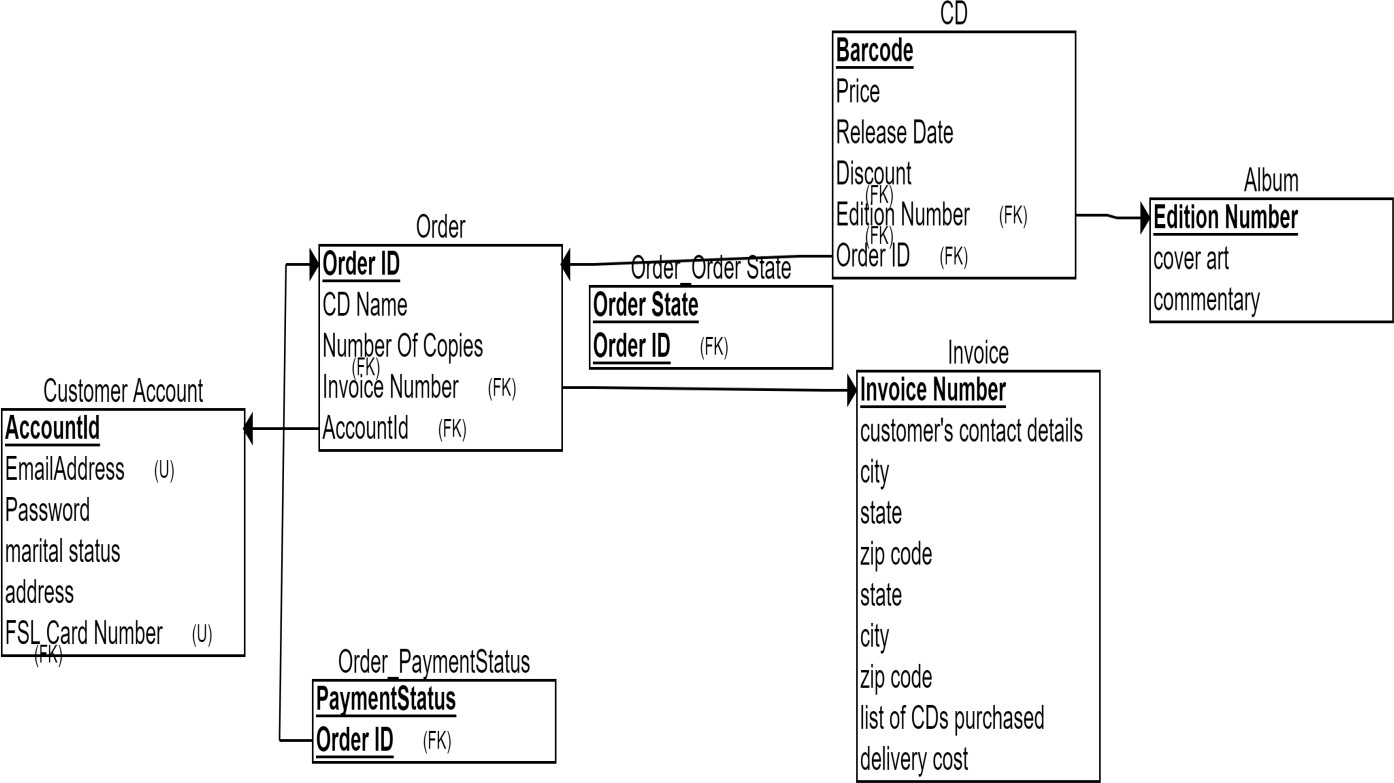 CD
Barcode
Price
Release Date
Discount
(FK)
Edition Number (FK)
(FK)
Order ID (FK)
Album
Edition Number
cover art
commentary
Order
Order ID
CD Name
Number Of Copies
(FK)
Invoice Number (FK)
AccountId (FK)
Order_Order State
Order State
Order ID (FK)
Invoice
Invoice Number
customer's contact details
city
state
zip code
state
city
zip code
list of CDs purchased
delivery cost
Customer Account
AccountId
EmailAddress (U)
Password
marital status
address
FSL Card Number (U)
(FK)
Order_PaymentStatus
PaymentStatus
Order ID (FK)